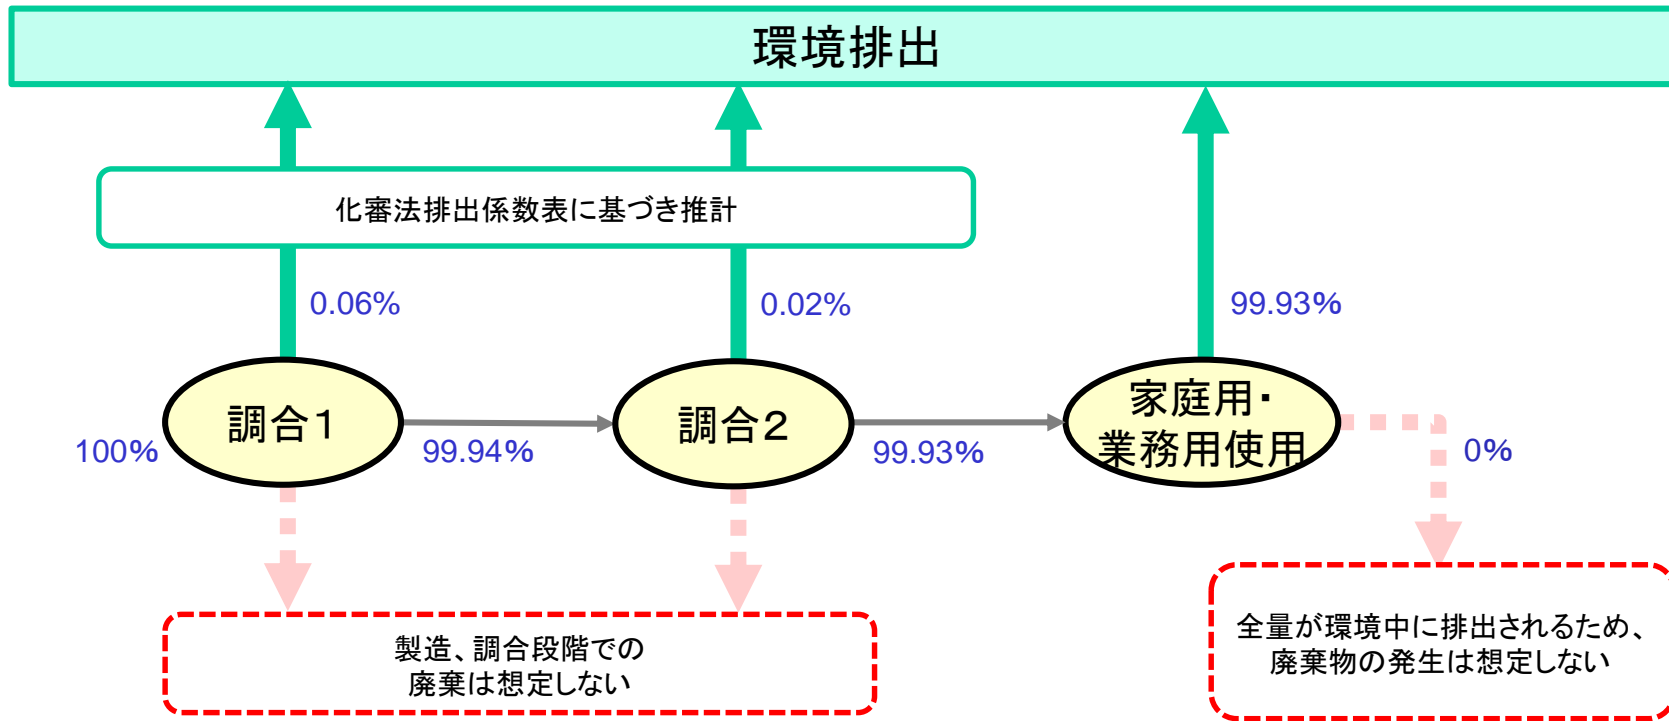 環境排出
化審法排出係数表に基づき推計
0.06%
0.02%
99.93%
調合1
調合2
家庭用・
業務用使用
100%
99.94%
99.93%
0%
製造、調合段階での
廃棄は想定しない
全量が環境中に排出されるため、
廃棄物の発生は想定しない